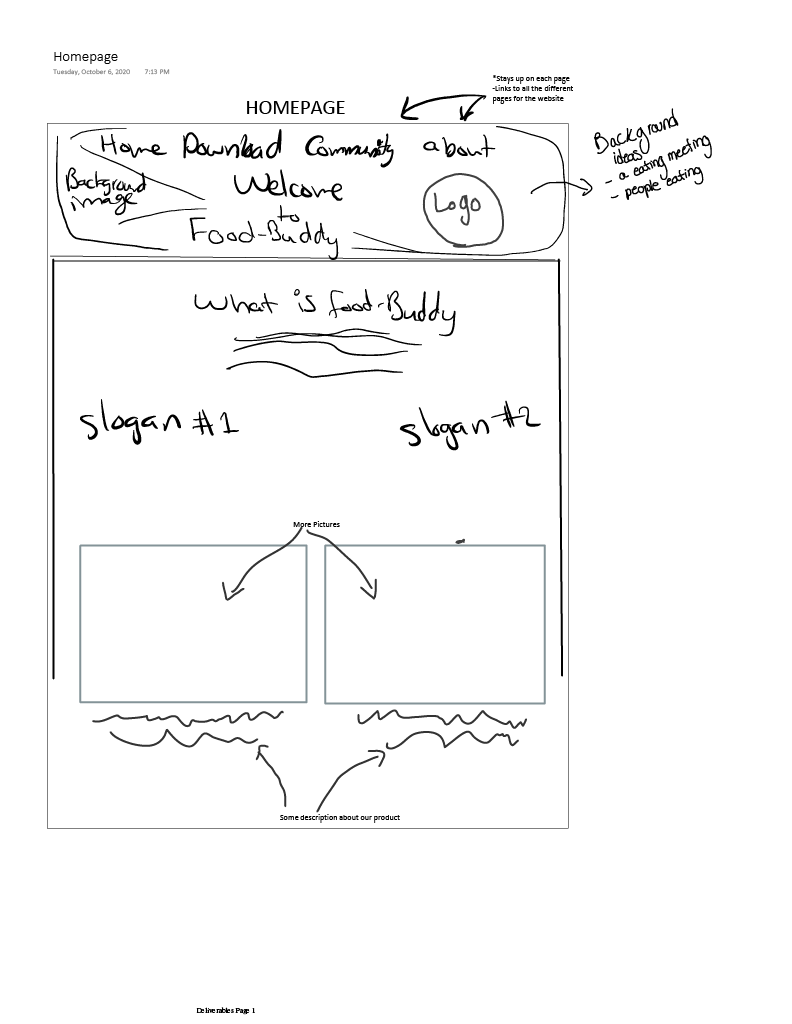 Homepage
Tuesday, October 6, 2020 7:13 PM
*Stays up on each page
-Links to all the different
pages for the website
HOMEPAGE
Home Download Community about
Background
image
Welcome
to
Food-Buddy
Logo
Background
ideas
- a eating meeting
- people eating
What is food-Buddy
slogan #1
slogan #2
More Pictures
Some description about our product
Deliverables Page 1